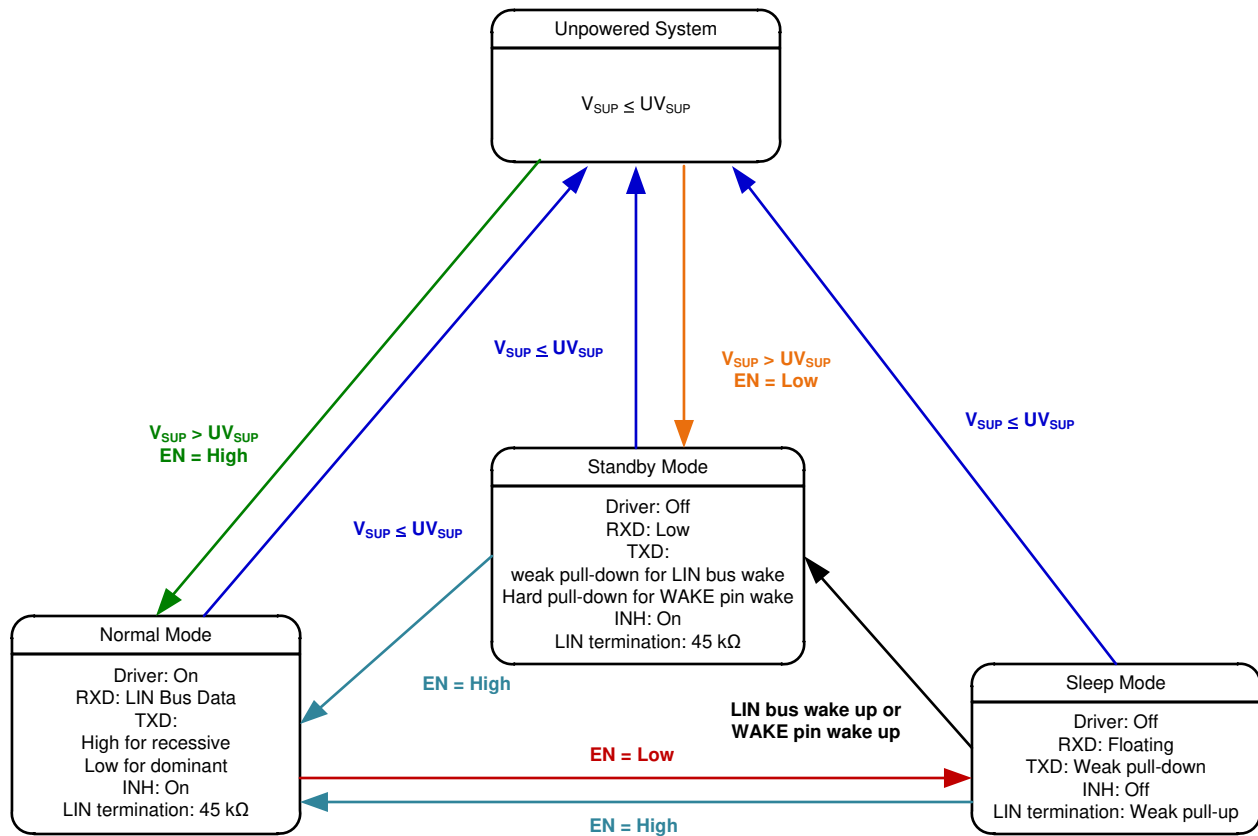 Unpowered System
V_SUP ≤ UV_SUP
V_SUP ≤ UV_SUP
V_SUP > UV_SUP
EN = Low
V_SUP ≤ UV_SUP
V_SUP > UV_SUP
EN = High
V_SUP ≤ UV_SUP
Standby Mode
Driver: Off
RXD: Low
TXD:
weak pull-down for LIN bus wake
Hard pull-down for WAKE pin wake
INH: On
LIN termination: 45 kΩ
Normal Mode
Driver: On
RXD: LIN Bus Data
TXD:
High for recessive
Low for dominant
INH: On
LIN termination: 45 kΩ
EN = High
LIN bus wake up or
WAKE pin wake up
Sleep Mode
Driver: Off
RXD: Floating
TXD: Weak pull-down
INH: Off
LIN termination: Weak pull-up
EN = Low
EN = High